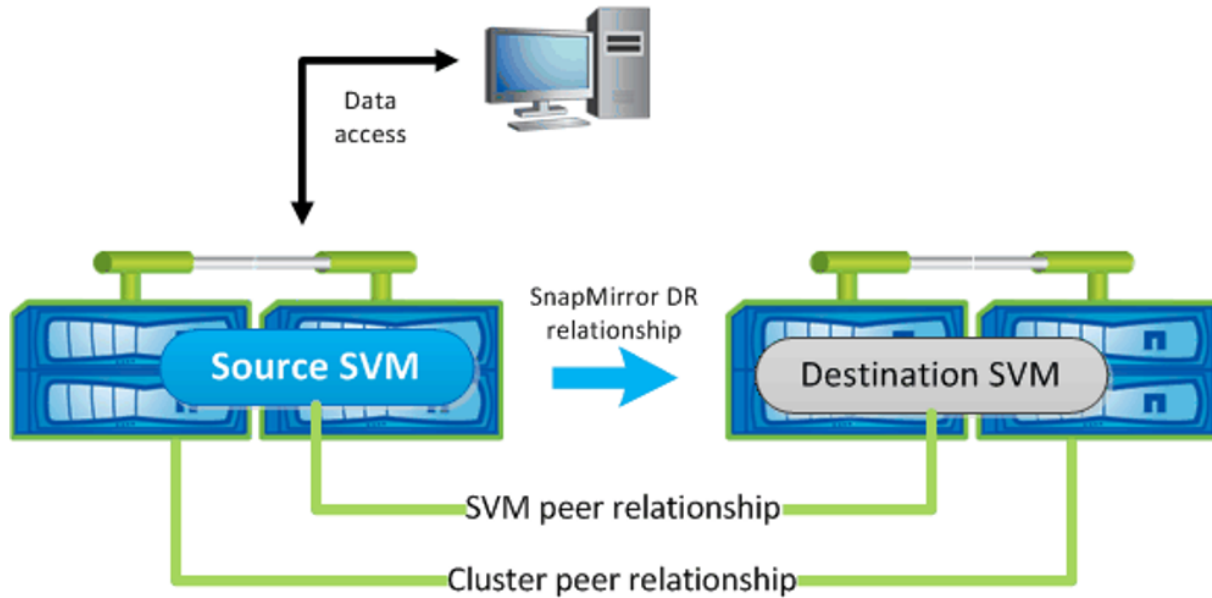 Data
access
SnapMirror DR
relationship
Source SVM
Destination SVM
SVM peer relationship
Cluster peer relationship